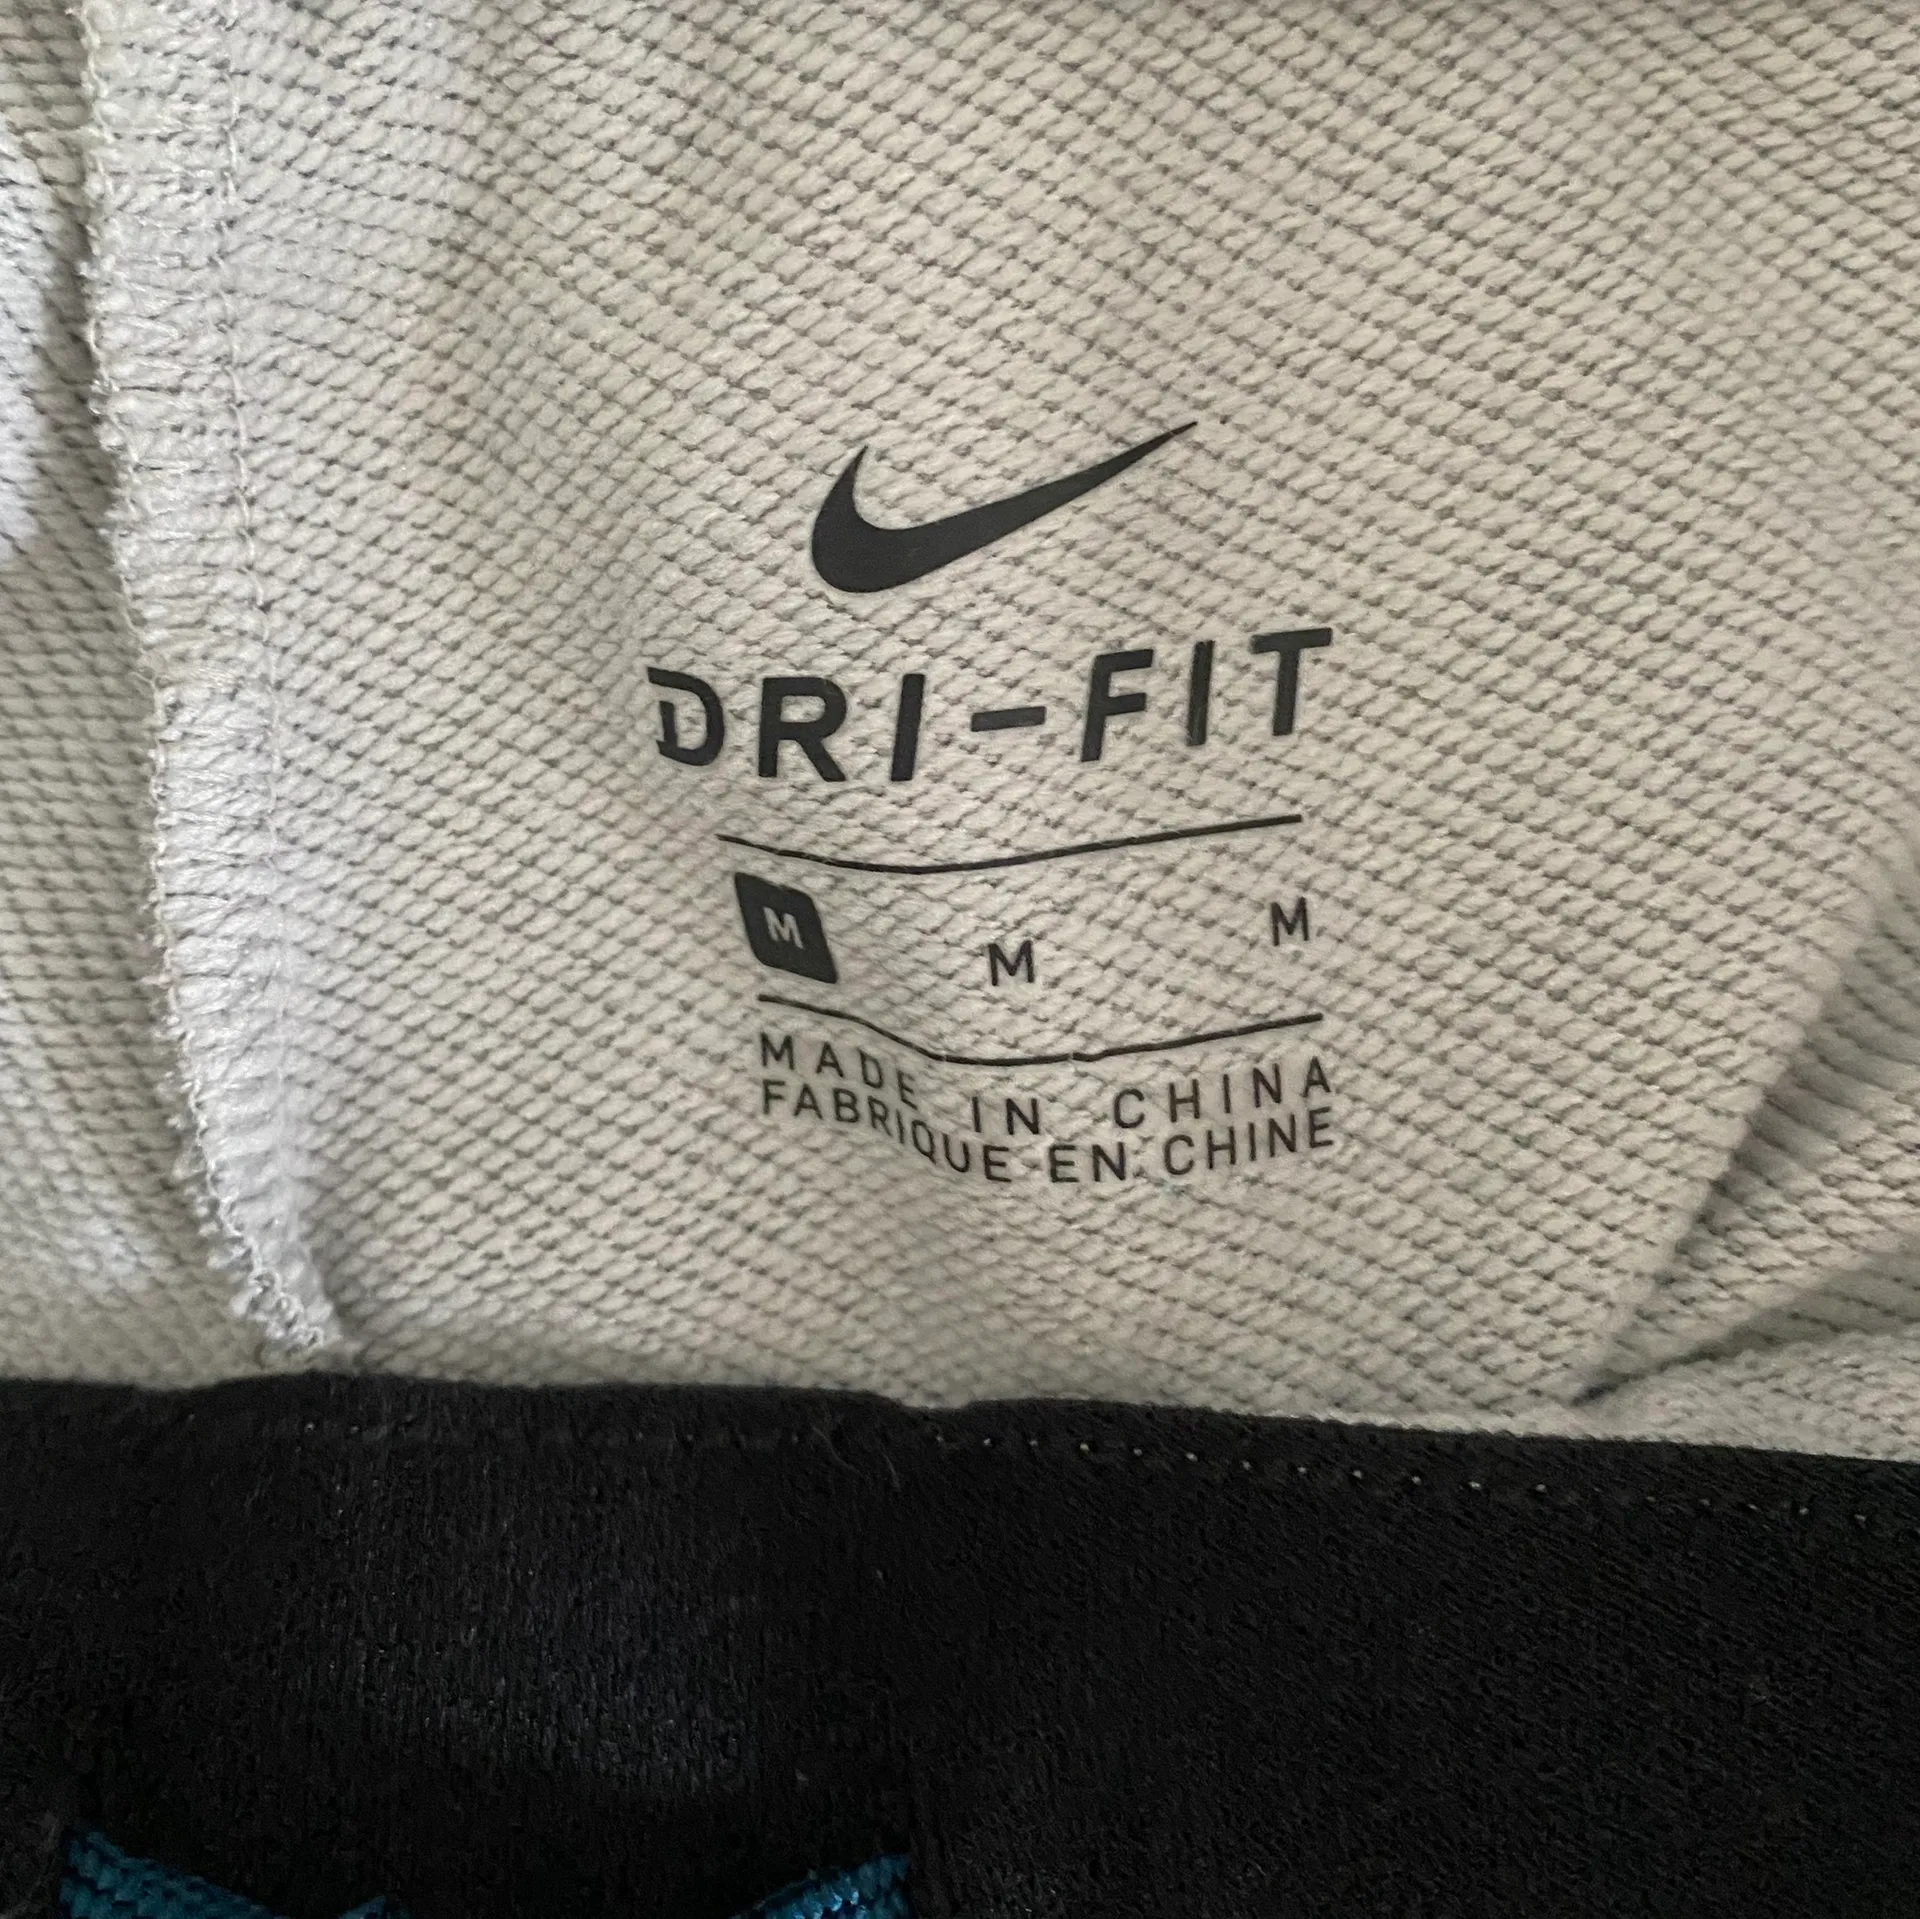 DRI-FIT
M M M
MADE IN CHINA
FABRIQUE EN CHINE